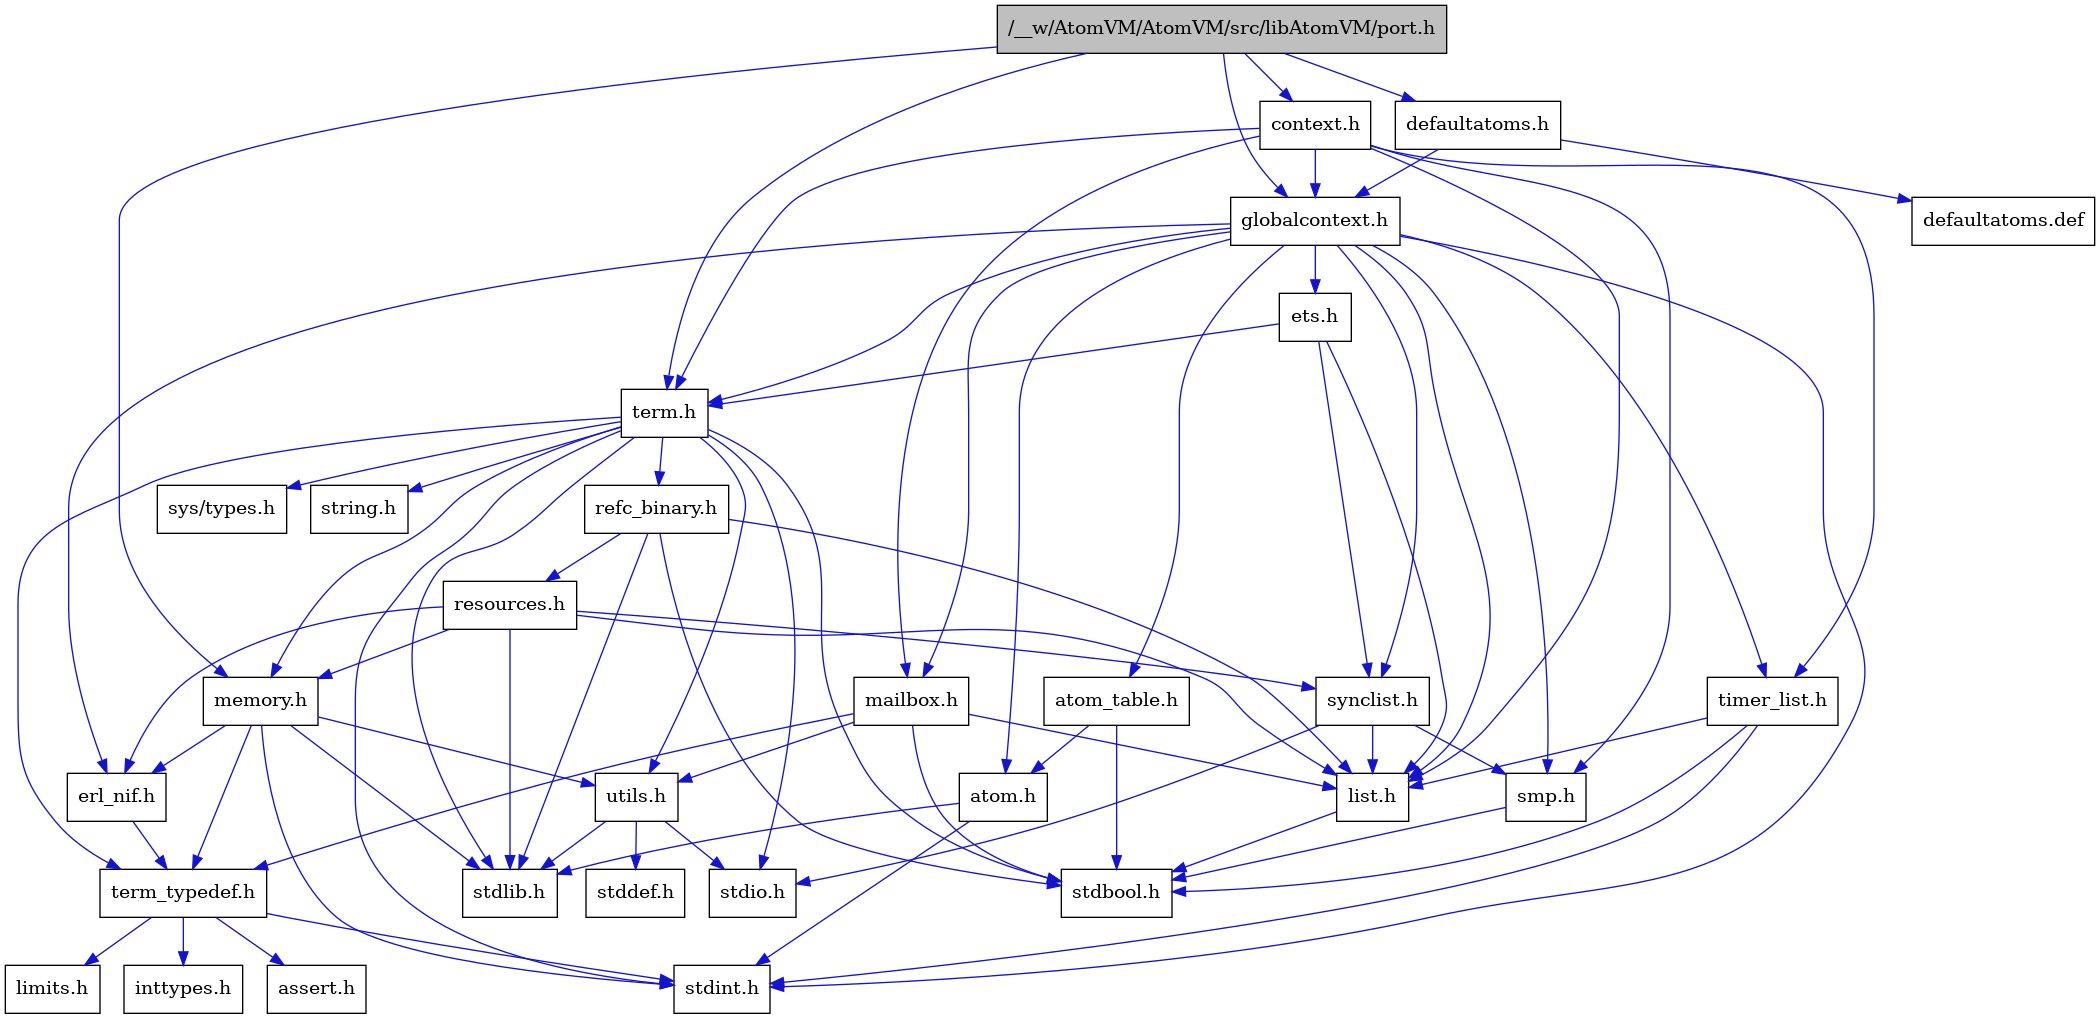 /__w/AtomVM/AtomVM/src/libAtomVM/port.h
context.h
defaultatoms.h
globalcontext.h
defaultatoms.def
ets.h
term.h
sys/types.h
string.h
refc_binary.h
resources.h
memory.h
mailbox.h
atom_table.h
synclist.h
timer_list.h
erl_nif.h
utils.h
atom.h
list.h
smp.h
term_typedef.h
stdlib.h
stddef.h
stdio.h
stdbool.h
limits.h
inttypes.h
assert.h
stdint.h